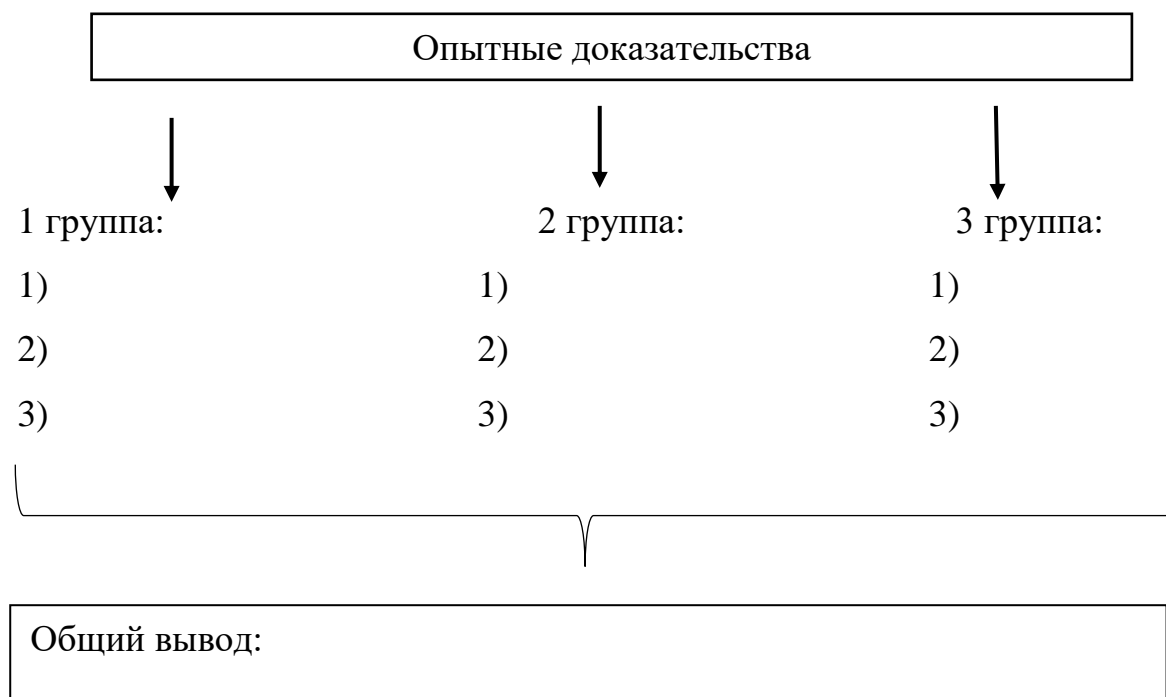 Опытные доказательства
1 группа: 2 группа: 3 группа:
1) 1) 1)
2) 2) 2)
3) 3) 3)
Общий вывод: